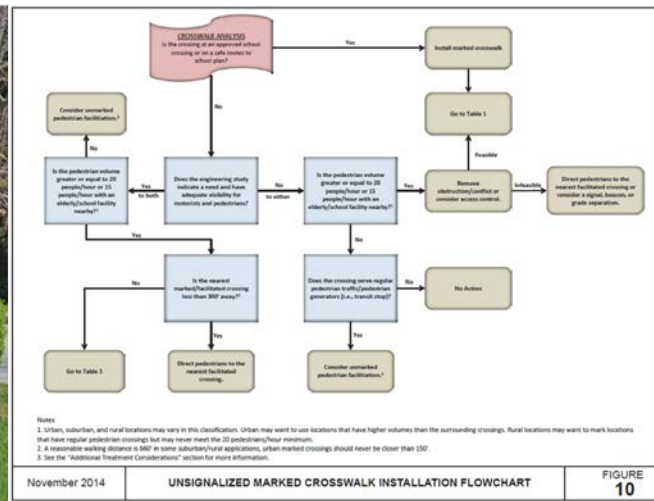 CROSSWALK ANALYSIS
Is the crossing at an approved school
crossing or on a safe routes to
school plan?
Yes
Install marked crosswalk
No
Go to Table 1
Consider unmarked
pedestrian facilitation.³
No
Is the pedestrian volume
greater or equal to 20
people/hour or 15
people/hour with an
elderly/school facility
nearby?¹
Yes
to both
Does the engineering study
indicate a need and have
adequate visibility for
motorists and pedestrians?
No
to either
Is the pedestrian volume
greater or equal to 20
people/hour or 15
people/hour with an
elderly/school facility nearby?¹
Yes
Feasible
Remove
obstruction/conflict or
consider access control.
Infeasible
Direct pedestrians to the
nearest facilitated crossing or
consider a signal, beacon, or
grade separation.
Yes
No
Is the nearest
marked/facilitated crossing
less than 300' away?²
No
Yes
Does the crossing serve regular
pedestrian traffic/pedestrian
generators (i.e., transit stop)?
No
No Action
Yes
Go to Table 1
Direct pedestrians to the
nearest facilitated
crossing.
Consider unmarked
pedestrian facilitation.³
Notes
1. Urban, suburban, and rural locations may vary in this classification. Urban may want to use locations that have higher volumes than the surrounding crossings. Rural locations may want to mark locations
that have regular pedestrian crossings but may never meet the 20 pedestrians/hour minimum.
2. A reasonable walking distance is 660' in some suburban/rural applications, urban marked crossings should never be closer than 150'.
3. See the "Additional Treatment Considerations" section for more information.
November 2014
UNSIGNALIZED MARKED CROSSWALK INSTALLATION FLOWCHART
FIGURE
10